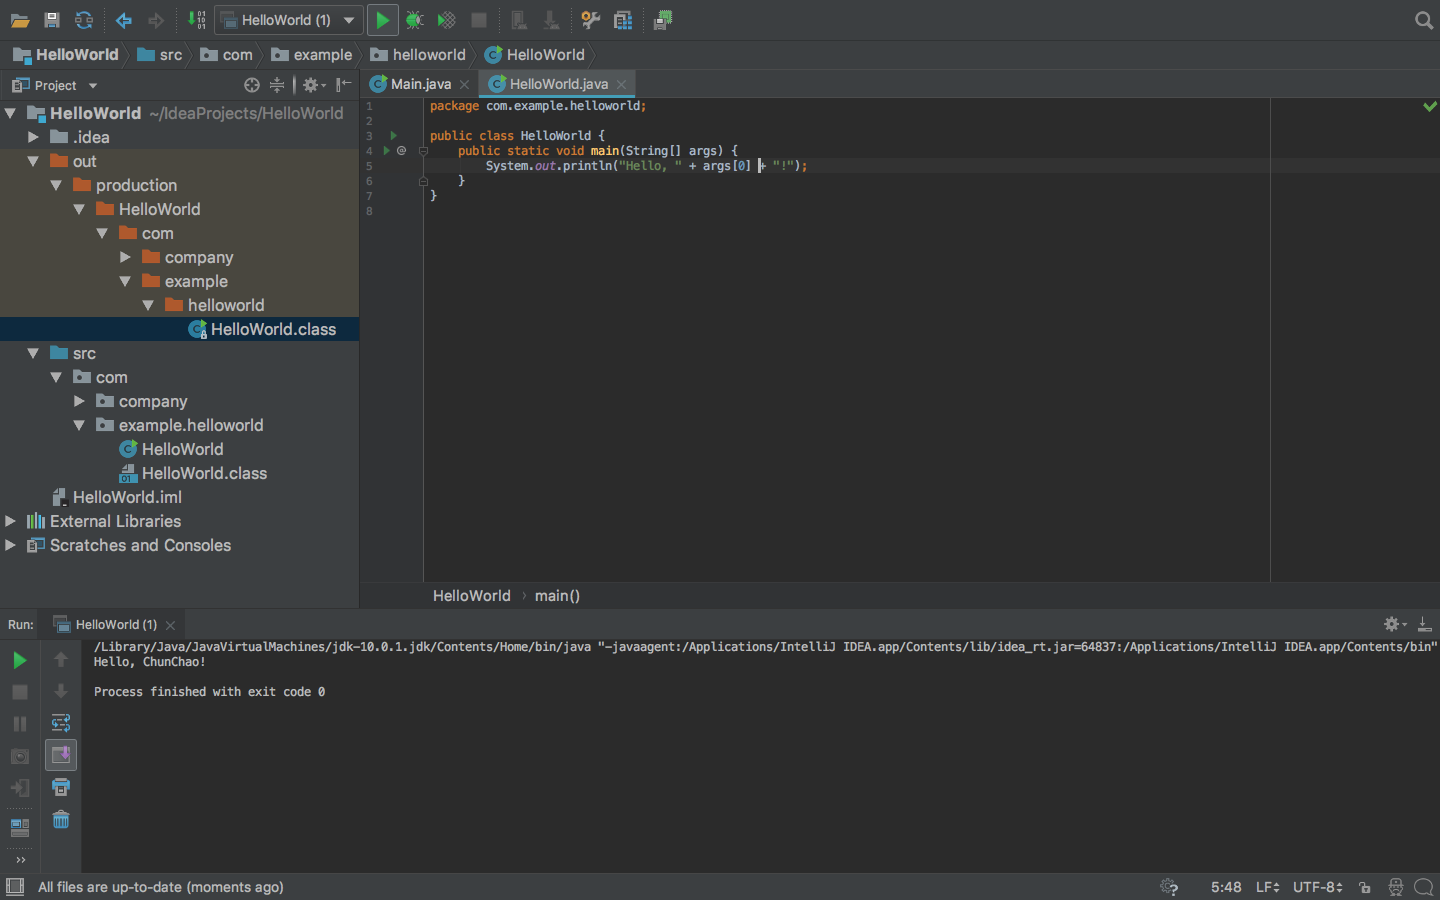 HelloWorld (1)
HelloWorld src com example helloworld HelloWorld
Project
Main.java HelloWorld.java
HelloWorld ~/IdeaProjects/HelloWorld
.idea
out
production
HelloWorld
com
company
example
helloworld
HelloWorld.class
src
com
company
example.helloworld
HelloWorld
HelloWorld.class
HelloWorld.iml
External Libraries
Scratches and Consoles
1 package com.example.helloworld;
2
3 public class HelloWorld {
4 @ public static void main(String[] args) {
5 System.out.println("Hello, " + args[0] + "!");
6 }
7 }
8
HelloWorld › main()
Run: HelloWorld (1)
/Library/Java/JavaVirtualMachines/jdk-10.0.1.jdk/Contents/Home/bin/java "-javaagent:/Applications/IntelliJ IDEA.app/Contents/lib/idea_rt.jar=64837:/Applications/IntelliJ IDEA.app/Contents/bin"
Hello, ChunChao!
Process finished with exit code 0
All files are up-to-date (moments ago)
5:48 LF UTF-8